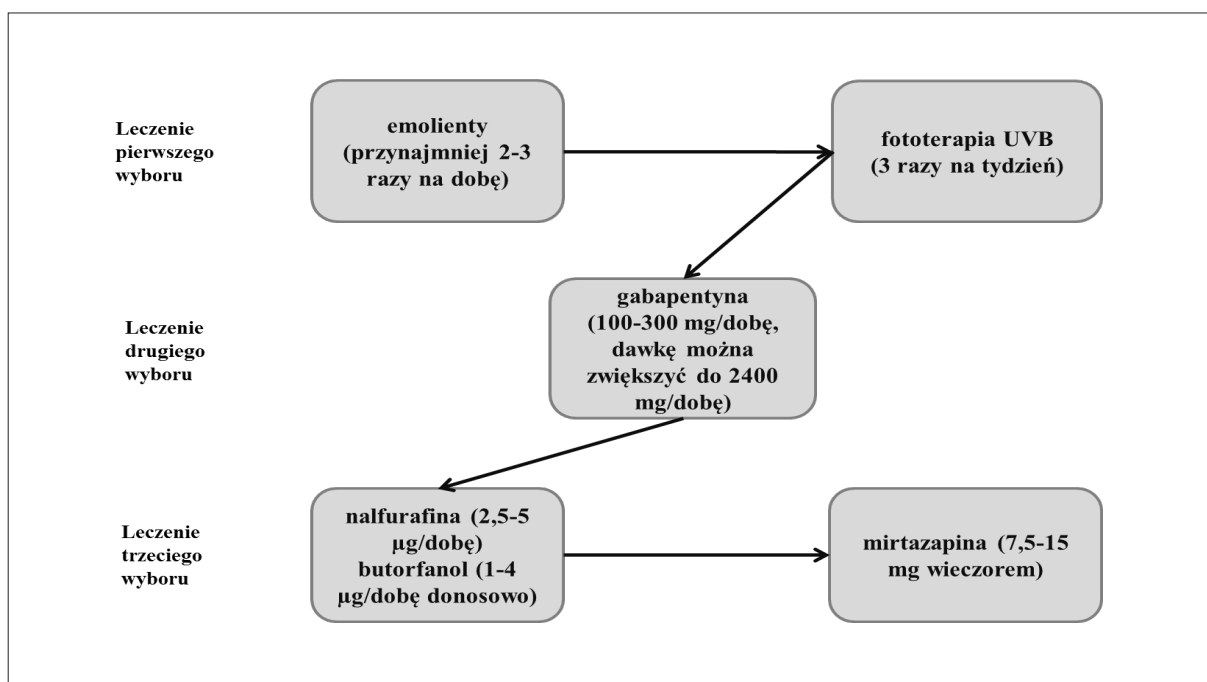 Leczenie
pierwszego
wyboru
emolienty
(przynajmniej 2-3
razy na dobę)
fototerapia UVB
(3 razy na tydzień)
Leczenie
drugiego
wyboru
gabapentyna
(100-300 mg/dobę,
dawkę można
zwiększyć do 2400
mg/dobę)
Leczenie
trzeciego
wyboru
nalfurafina (2,5-5
µg/dobę)
butorfanol (1-4
µg/dobę donosowo)
mirtazapina (7,5-15
mg wieczorem)